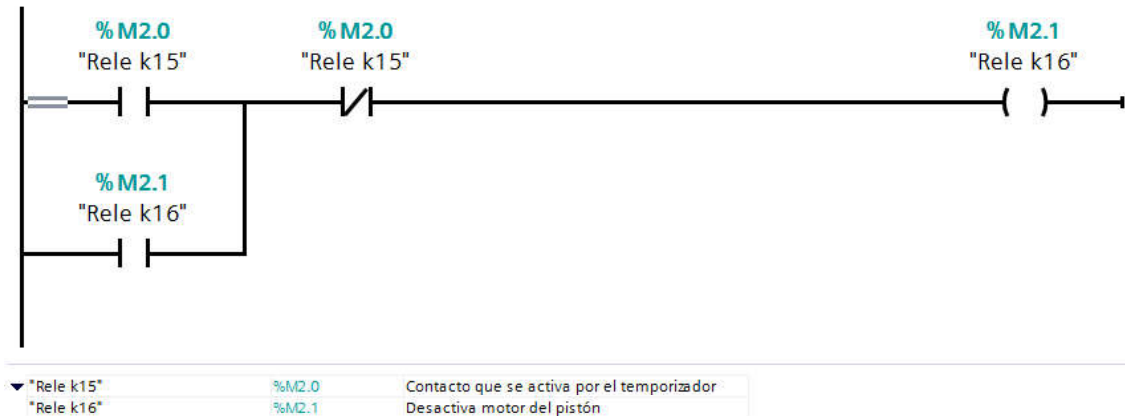 %M2.0 %M2.0 %M2.1
"Rele k15" "Rele k15" "Rele k16"
%M2.1
"Rele k16"
"Rele k15" %M2.0 Contacto que se activa por el temporizador
"Rele k16" %M2.1 Desactiva motor del pistón